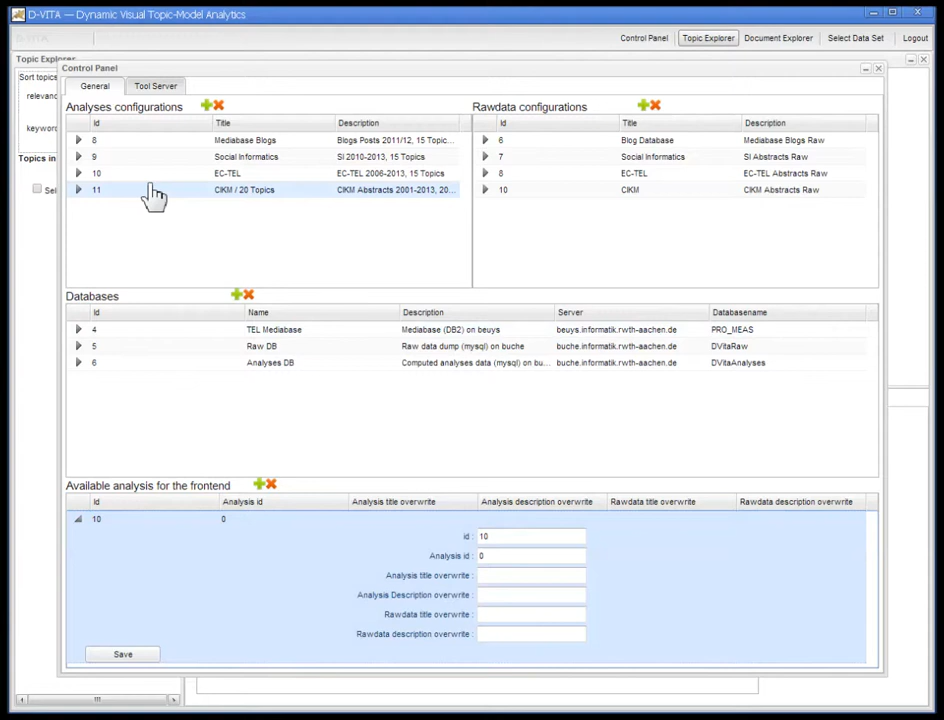 D-VITA — Dynamic Visual Topic-Model Analytics
D-VITA
Control Panel Topic Explorer Document Explorer Select Data Set Logout
Topic Explorer
Control Panel
Sort topics
General Tool Server
relevan
Analyses configurations Rawdata configurations
Id Title Description Id Title Description
keyword
8 Mediabase Blogs Blogs Posts 2011/12, 15 Topic... 6 Blog Database Mediabase Blogs Raw
Topics in
9 Social Informatics SI 2010-2013, 15 Topics 7 Social Informatics SI Abstracts Raw
10 EC-TEL EC-TEL 2006-2013, 15 Topics 8 EC-TEL EC-TEL Abstracts Raw
Sel
11 CIKM / 20 Topics CIKM Abstracts 2001-2013, 20... 10 CIKM CIKM Abstracts Raw
Databases
Id Name Description Server Databasename
4 TEL Mediabase Mediabase (DB2) on beuys beuys.informatik.rwth-aachen.de PRO_MEAS
5 Raw DB Raw data dump (mysql) on buche buche.informatik.rwth-aachen.de DVitaRaw
6 Analyses DB Computed analyses data (mysql) on bu... buche.informatik.rwth-aachen.de DVitaAnalyses
Available analysis for the frontend
Id Analysis id Analysis title overwrite Analysis description overwrite Rawdata title overwrite Rawdata description overwrite
10 0
id : 10
Analysis id : 0
Analysis title overwrite :
Analysis Description overwrite :
Rawdata title overwrite :
Rawdata description overwrite :
Save